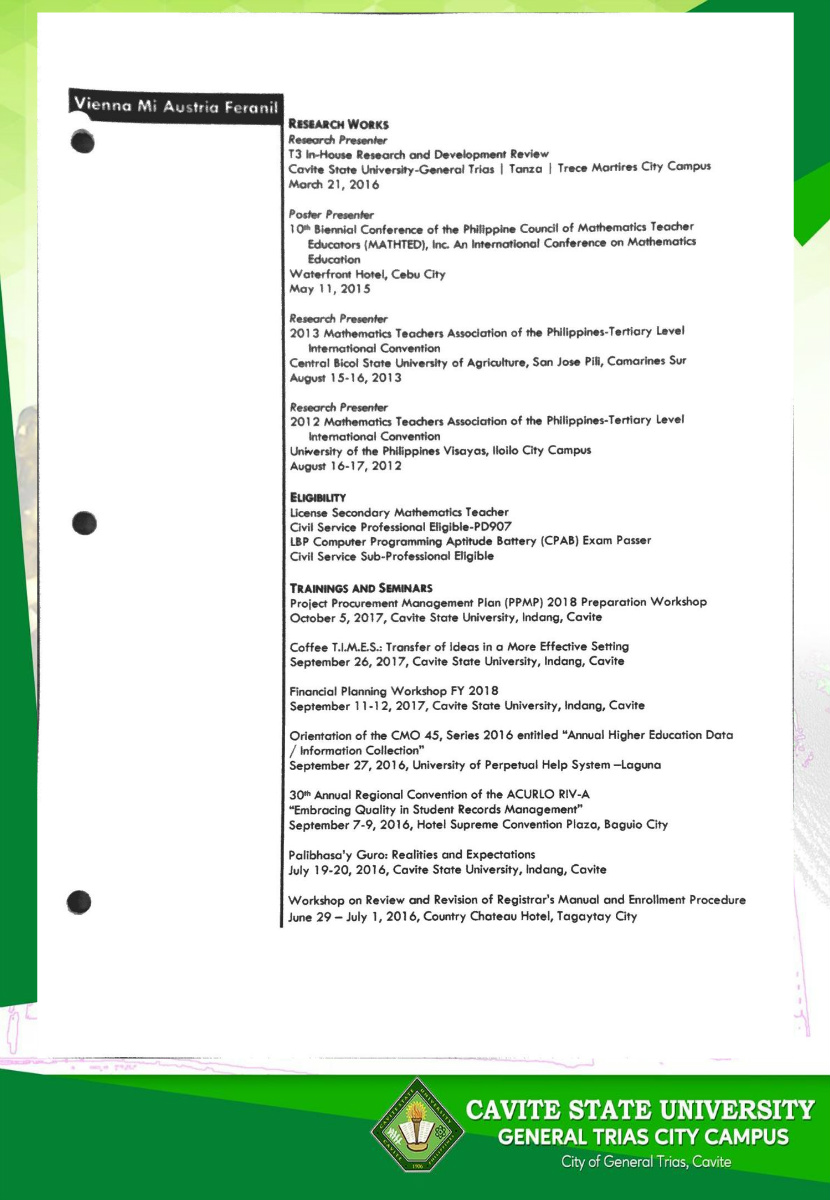 Vienna Mi Austria Feranil
RESEARCH WORKS
Research Presenter
T3 In-House Research and Development Review
Cavite State University-General Trias | Tanza | Trece Martires City Campus
March 21, 2016
Poster Presenter
10th Biennial Conference of the Philippine Council of Mathematics Teacher
Educators (MATHTED), Inc. An International Conference on Mathematics
Education
Waterfront Hotel, Cebu City
May 11, 2015
Research Presenter
2013 Mathematics Teachers Association of the Philippines-Tertiary Level
International Convention
Central Bicol State University of Agriculture, San Jose Pili, Camarines Sur
August 15-16, 2013
Research Presenter
2012 Mathematics Teachers Association of the Philippines-Tertiary Level
International Convention
University of the Philippines Visayas, Iloilo City Campus
August 16-17, 2012
ELIGIBILITY
License Secondary Mathematics Teacher
Civil Service Professional Eligible-PD907
LBP Computer Programming Aptitude Battery (CPAB) Exam Passer
Civil Service Sub-Professional Eligible
TRAININGS AND SEMINARS
Project Procurement Management Plan (PPMP) 2018 Preparation Workshop
October 5, 2017, Cavite State University, Indang, Cavite
Coffee T.I.M.E.S.: Transfer of Ideas in a More Effective Setting
September 26, 2017, Cavite State University, Indang, Cavite
Financial Planning Workshop FY 2018
September 11-12, 2017, Cavite State University, Indang, Cavite
Orientation of the CMO 45, Series 2016 entitled “Annual Higher Education Data
/ Information Collection”
September 27, 2016, University of Perpetual Help System –Laguna
30th Annual Regional Convention of the ACURLO RIV-A
“Embracing Quality in Student Records Management”
September 7-9, 2016, Hotel Supreme Convention Plaza, Baguio City
Palibhasa'y Guro: Realities and Expectations
July 19-20, 2016, Cavite State University, Indang, Cavite
Workshop on Review and Revision of Registrar's Manual and Enrollment Procedure
June 29 – July 1, 2016, Country Chateau Hotel, Tagaytay City
CAVITE STATE UNIVERSITY
CAVITE PHILIPPINES
1906
CAVITE STATE UNIVERSITY
GENERAL TRIAS CITY CAMPUS
City of General Trias, Cavite